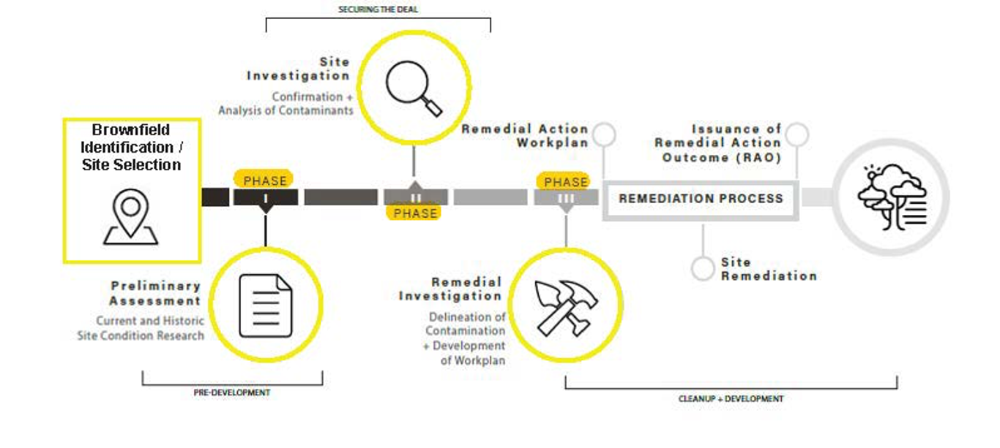 SECURING THE DEAL
Site
Investigation
Confirmation +
Analysis of Contaminants
Brownfield
Identification /
Site Selection
PHASE
I
II
PHASE
PHASE
III
Remedial Action
Workplan
Issuance of
Remedial Action
Outcome (RAO)
REMEDIATION PROCESS
Site
Remediation
Preliminary
Assessment
Current and Historic
Site Condition Research
Remedial
Investigation
Delineation of
Contamination
+ Development
of Workplan
PRE-DEVELOPMENT
CLEANUP + DEVELOPMENT